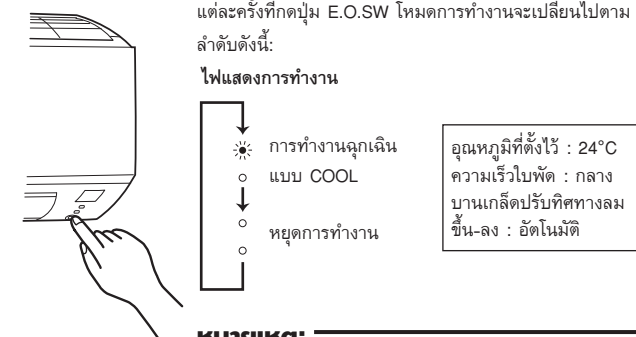 แต่ละครั้งที่กดปุ่ม E.O.SW โหมดการทำงานจะเปลี่ยนไปตาม
ลำดับดังนี้:
ไฟแสดงการทำงาน
การทำงานฉุกเฉิน
แบบ COOL
หยุดการทำงาน
อุณหภูมิที่ตั้งไว้ : 24°C
ความเร็วใบพัด : กลาง
บานเกล็ดปรับทิศทางลม
ขึ้น-ลง : อัตโนมัติ